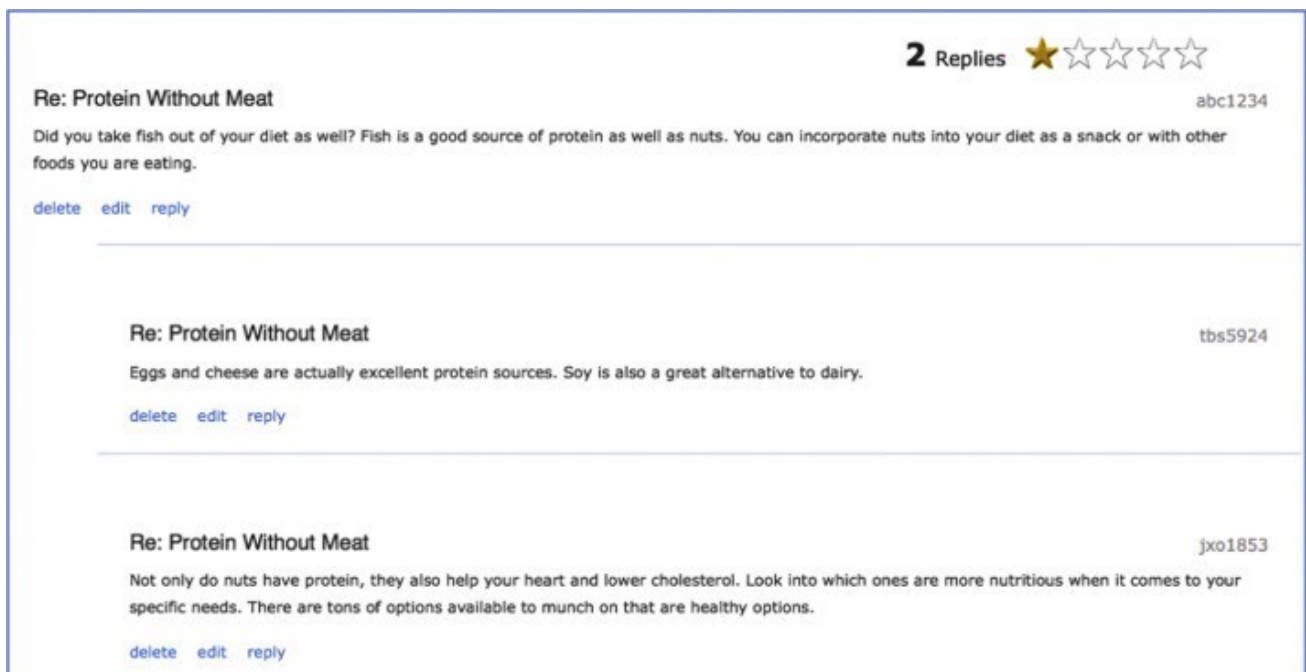 2 Replies
Re: Protein Without Meat
abc1234
Did you take fish out of your diet as well? Fish is a good source of protein as well as nuts. You can incorporate nuts into your diet as a snack or with other
foods you are eating.
delete edit reply
Re: Protein Without Meat
tbs5924
Eggs and cheese are actually excellent protein sources. Soy is also a great alternative to dairy.
delete edit reply
Re: Protein Without Meat
jxo1853
Not only do nuts have protein, they also help your heart and lower cholesterol. Look into which ones are more nutritious when it comes to your
specific needs. There are tons of options available to munch on that are healthy options.
delete edit reply